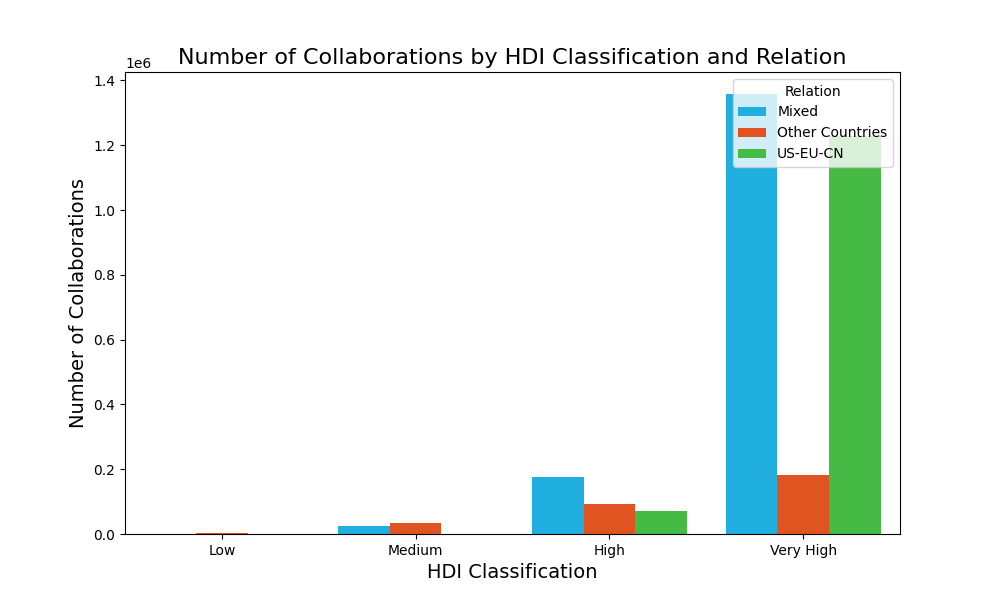 Number of Collaborations by HDI Classification and Relation
1e6
1.4
1.2
1.0
0.8
0.6
0.4
0.2
0.0
Number of Collaborations
Relation
Mixed
Other Countries
US-EU-CN
Low
Medium
High
Very High
HDI Classification